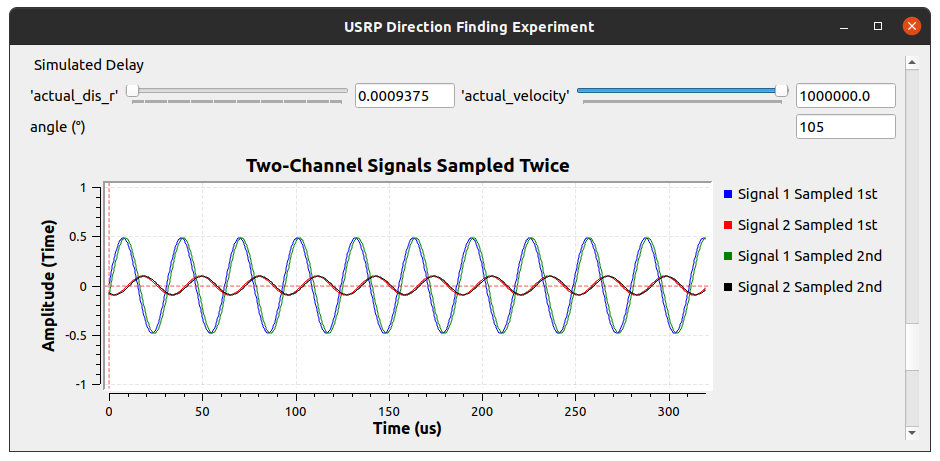 USRP Direction Finding Experiment
Simulated Delay
'actual_dis_r' 0.0009375 'actual_velocity' 1000000.0
angle (°) 105
Two-Channel Signals Sampled Twice
Amplitude (Time)
1
0.5
0
-0.5
-1
0 50 100 150 200 250 300
Time (us)
Signal 1 Sampled 1st
Signal 2 Sampled 1st
Signal 1 Sampled 2nd
Signal 2 Sampled 2nd